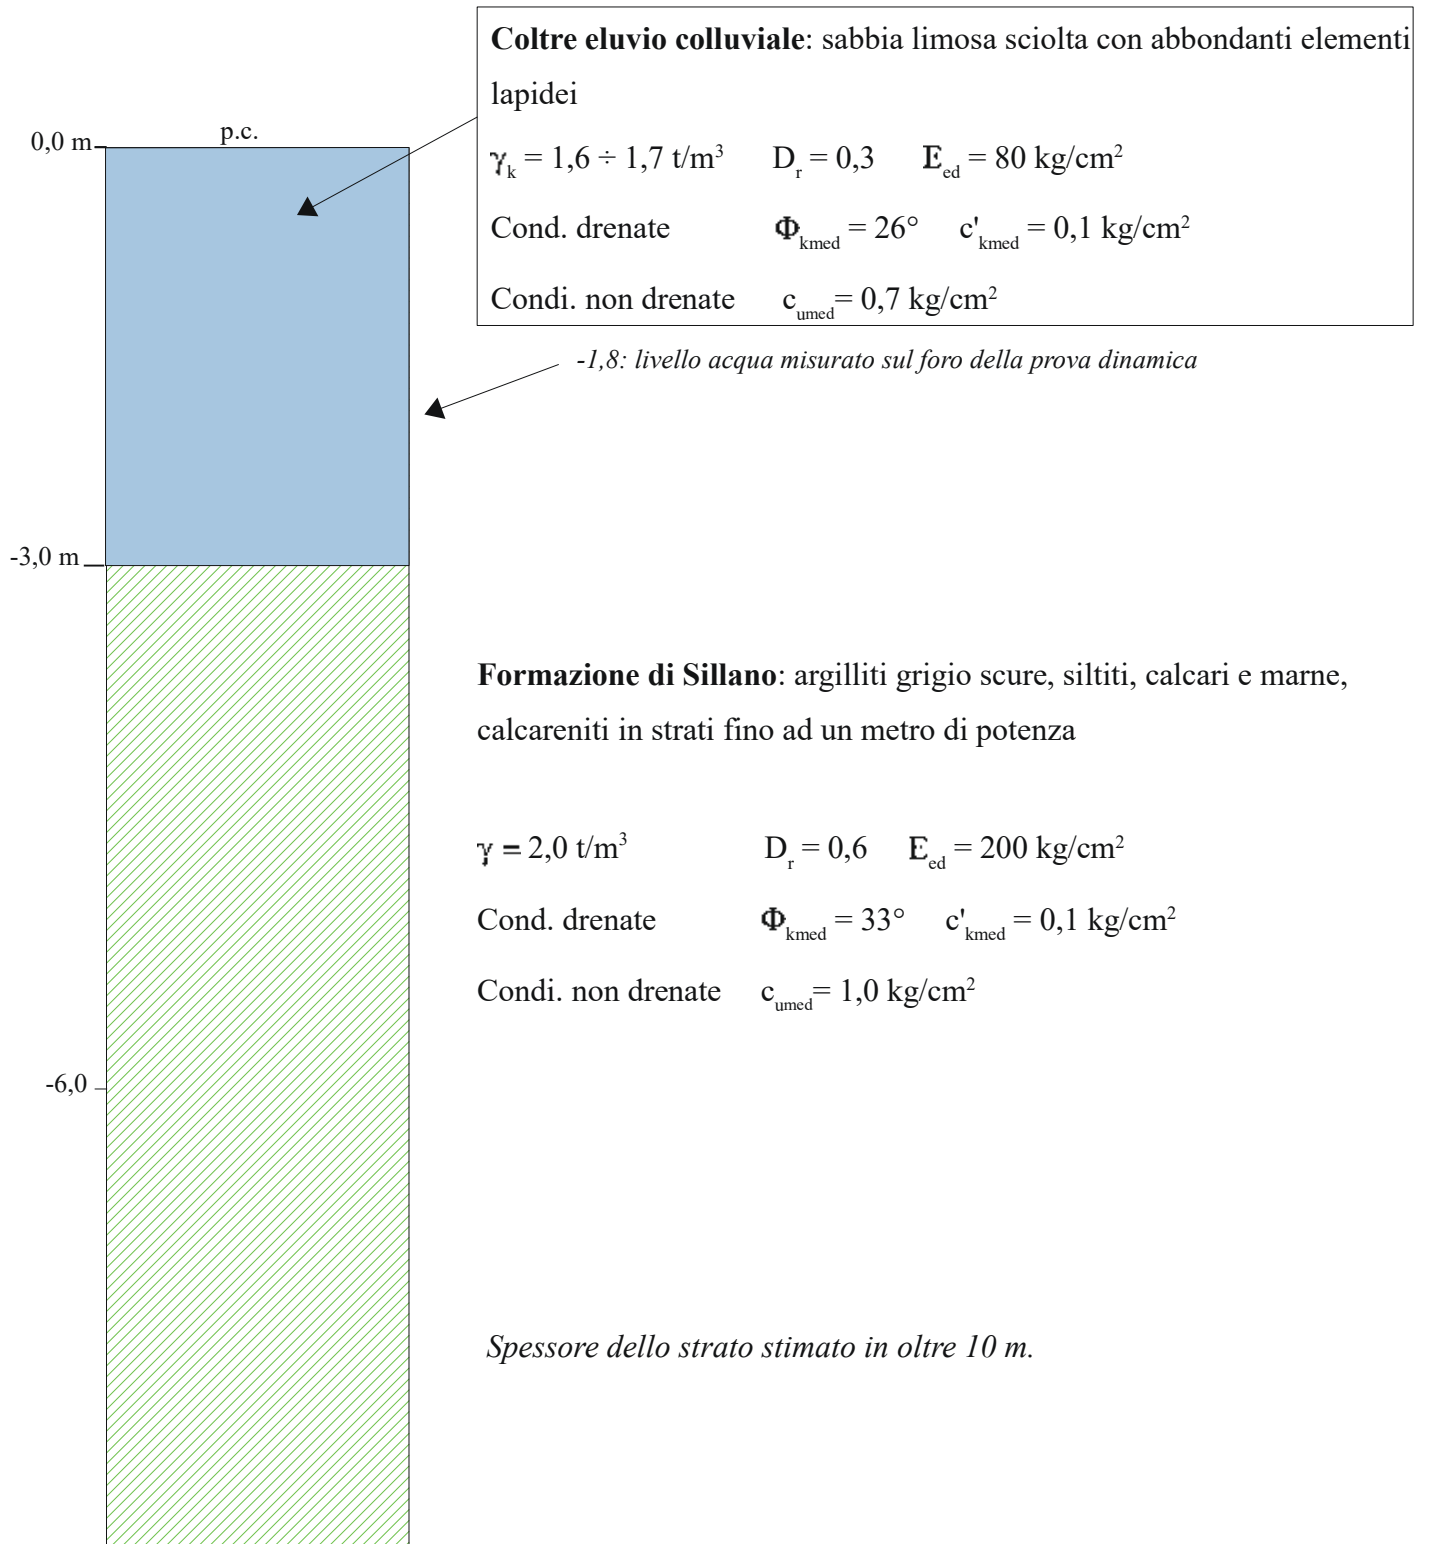 Coltre eluvio colluviale: sabbia limosa sciolta con abbondanti elementi
lapidei
0,0 m
p.c.
γk = 1,6 ÷ 1,7 t/m³ Dr = 0,3 Eed = 80 kg/cm²
Cond. drenate Φkmed = 26° c'kmed = 0,1 kg/cm²
Condi. non drenate cumed= 0,7 kg/cm²
-1,8: livello acqua misurato sul foro della prova dinamica
-3,0 m
Formazione di Sillano: argilliti grigio scure, siltiti, calcari e marne,
calcareniti in strati fino ad un metro di potenza
γ = 2,0 t/m³ Dr = 0,6 Eed = 200 kg/cm²
Cond. drenate Φkmed = 33° c'kmed = 0,1 kg/cm²
Condi. non drenate cumed= 1,0 kg/cm²
-6,0
Spessore dello strato stimato in oltre 10 m.